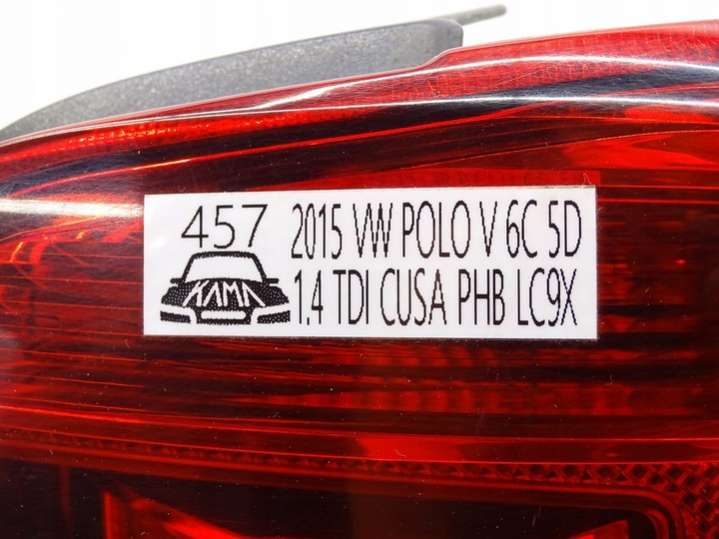 457
KAMA
2015 VW POLO V 6C 5D
1.4 TDI CUSA PHB LC9X